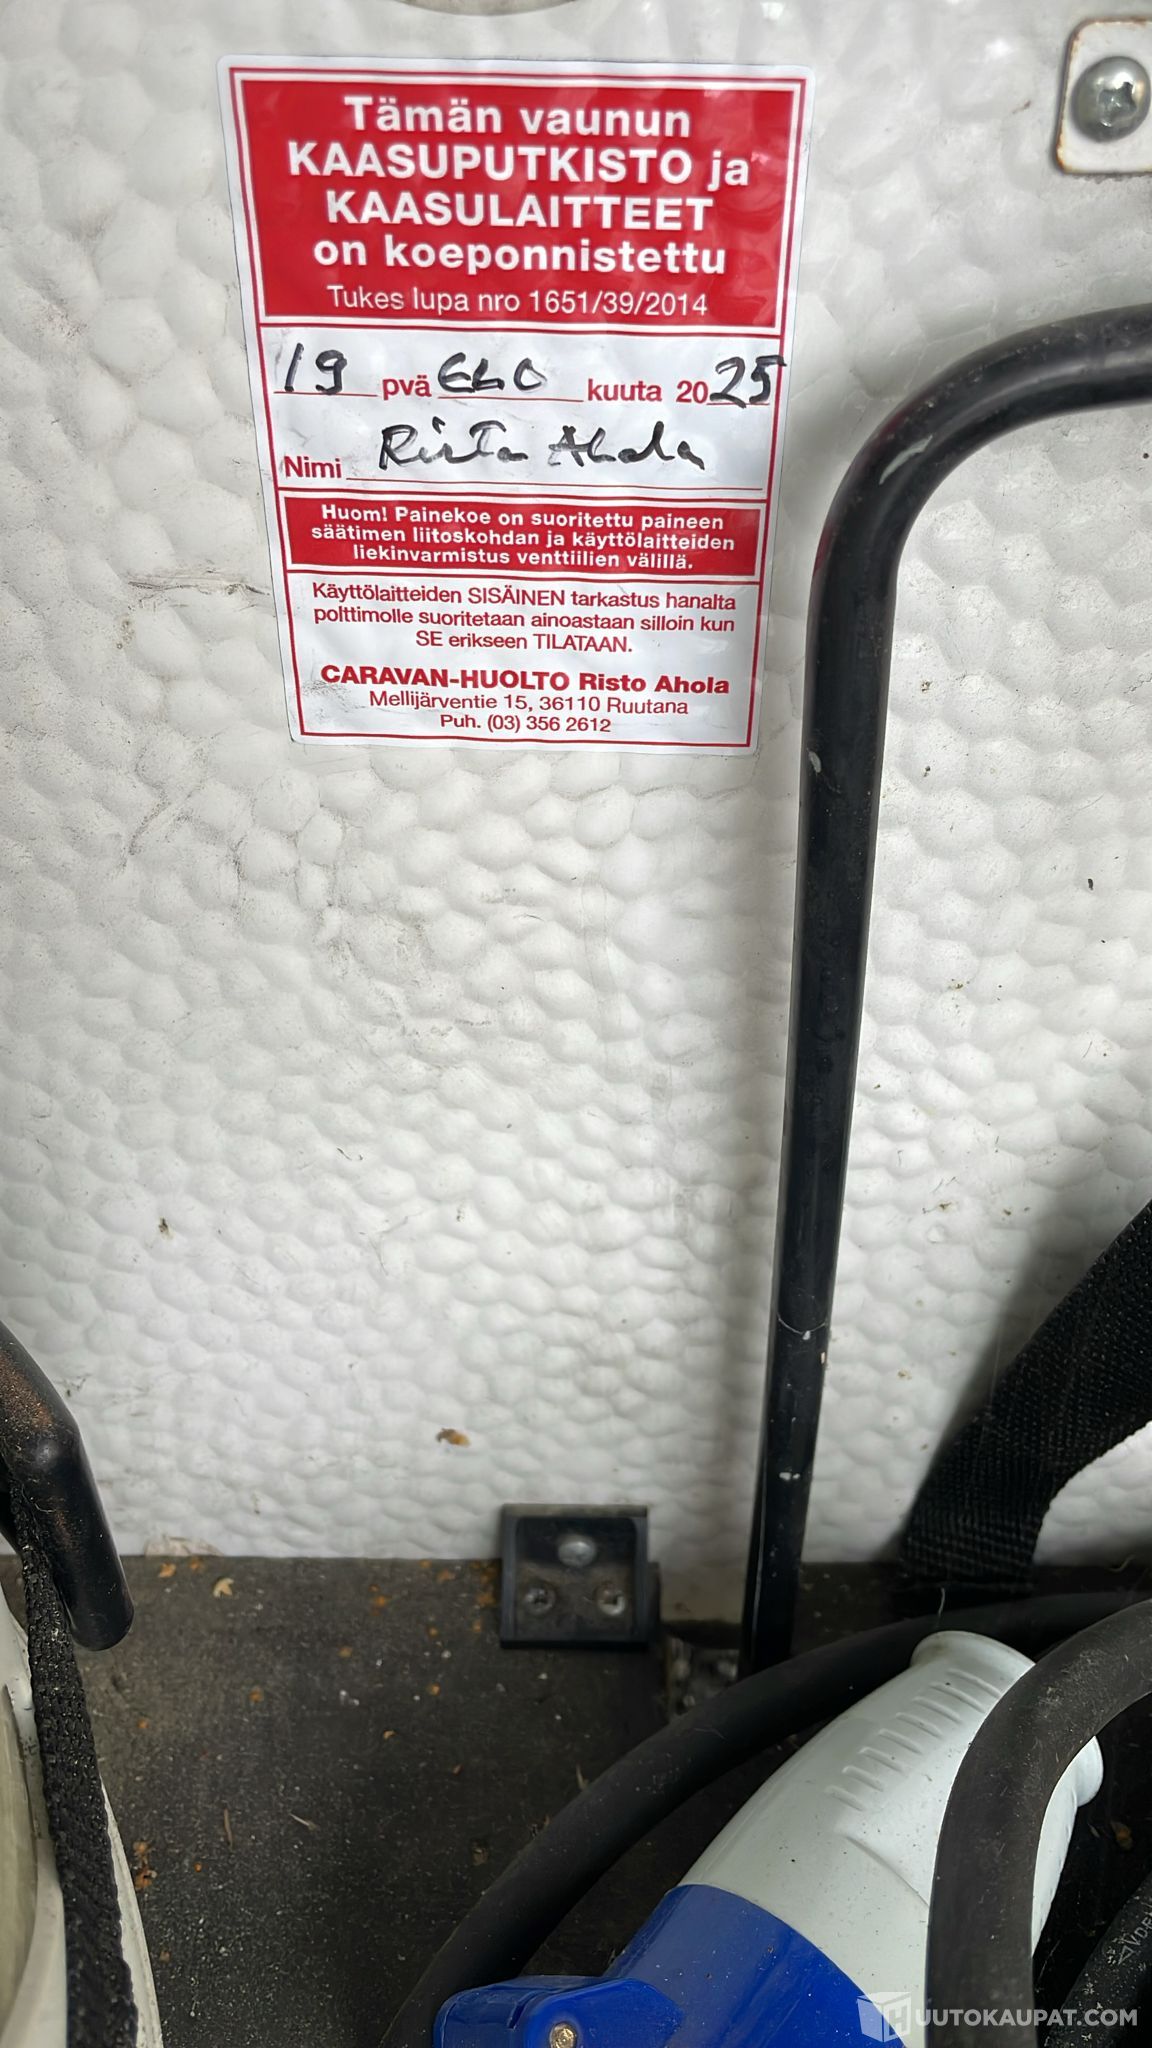 Tämän vaunun
KAASUPUTKISTO ja
KAASULAITTEET
on koeponnistettu
Tukes lupa nro 1651/39/2014
19 pvä ELO kuuta 2025
Nimi Risto Ahola
Huom! Painekoe on suoritettu paineen
säätimen liitoskohdan ja käyttölaitteiden
liekinvarmistus venttiilien välillä.
Käyttölaitteiden SISÄINEN tarkastus hanalta
polttimolle suoritetaan ainoastaan silloin kun
SE erikseen TILATAAN.
CARAVAN-HUOLTO Risto Ahola
Mellijärventie 15, 36110 Ruutana
Puh. (03) 356 2612
HUUTOKAUPAT.COM